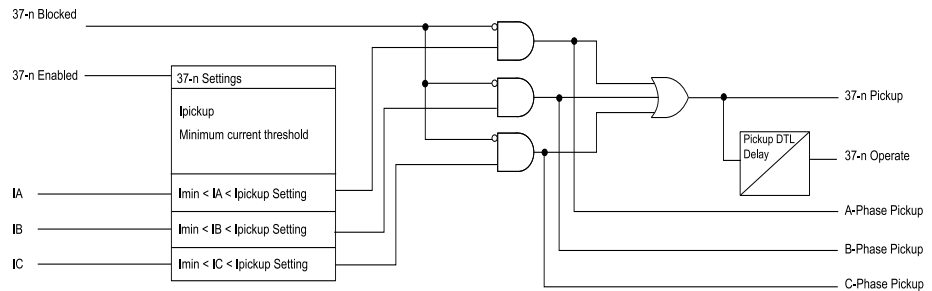 37-n Blocked
37-n Enabled
37-n Settings
Ipickup
Minimum current threshold
IA
Imin < IA < Ipickup Setting
IB
Imin < IB < Ipickup Setting
IC
Imin < IC < Ipickup Setting
37-n Pickup
Pickup DTL
Delay
37-n Operate
A-Phase Pickup
B-Phase Pickup
C-Phase Pickup